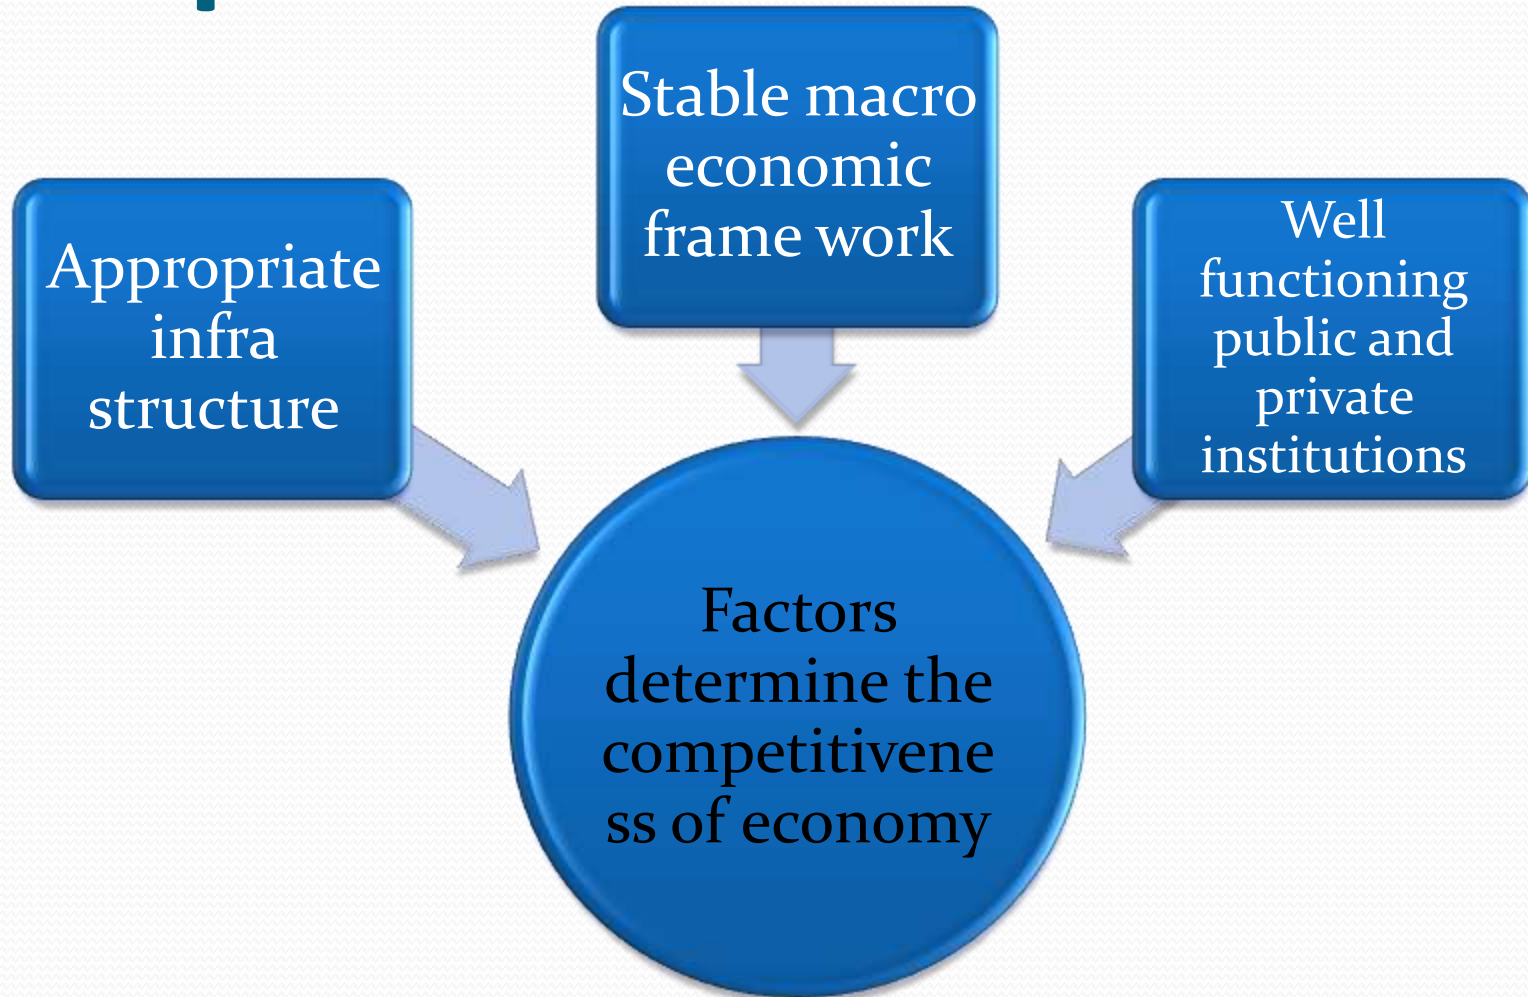 Stable macro
economic
frame work
Appropriate
infra
structure
Well
functioning
public and
private
institutions
Factors
determine the
competitivene
ss of economy